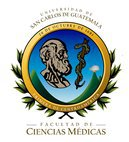 UNIVERSIDAD DE
SAN CARLOS DE GUATEMALA
FACULTAD DE
CIENCIAS MÉDICAS